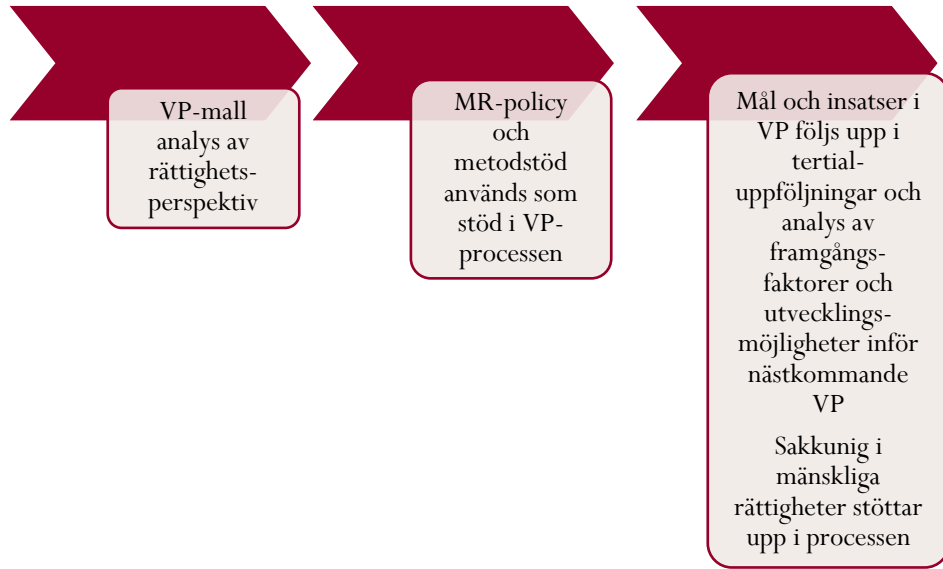 VP-mall
analys av
rättighets-
perspektiv
MR-policy
och
metodstöd
används som
stöd i VP-
processen
Mål och insatser i
VP följs upp i
tertial-
uppföljningar och
analys av
framgångs-
faktorer och
utvecklings-
möjligheter inför
nästkommande
VP
Sakkunig i
mänskliga
rättigheter stöttar
upp i processen